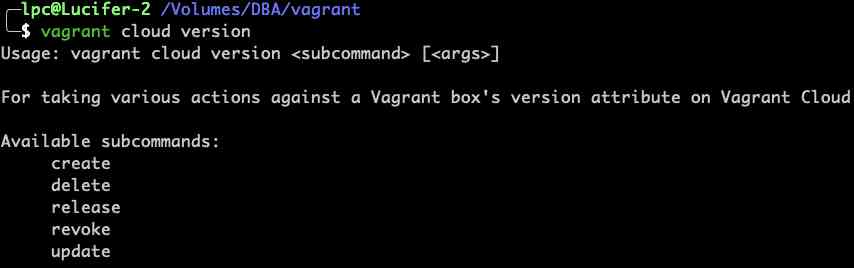 lpc@Lucifer-2 /Volumes/DBA/vagrant
$ vagrant cloud version
Usage: vagrant cloud version <subcommand> [<args>]
For taking various actions against a Vagrant box's version attribute on Vagrant Cloud
Available subcommands:
create
delete
release
revoke
update